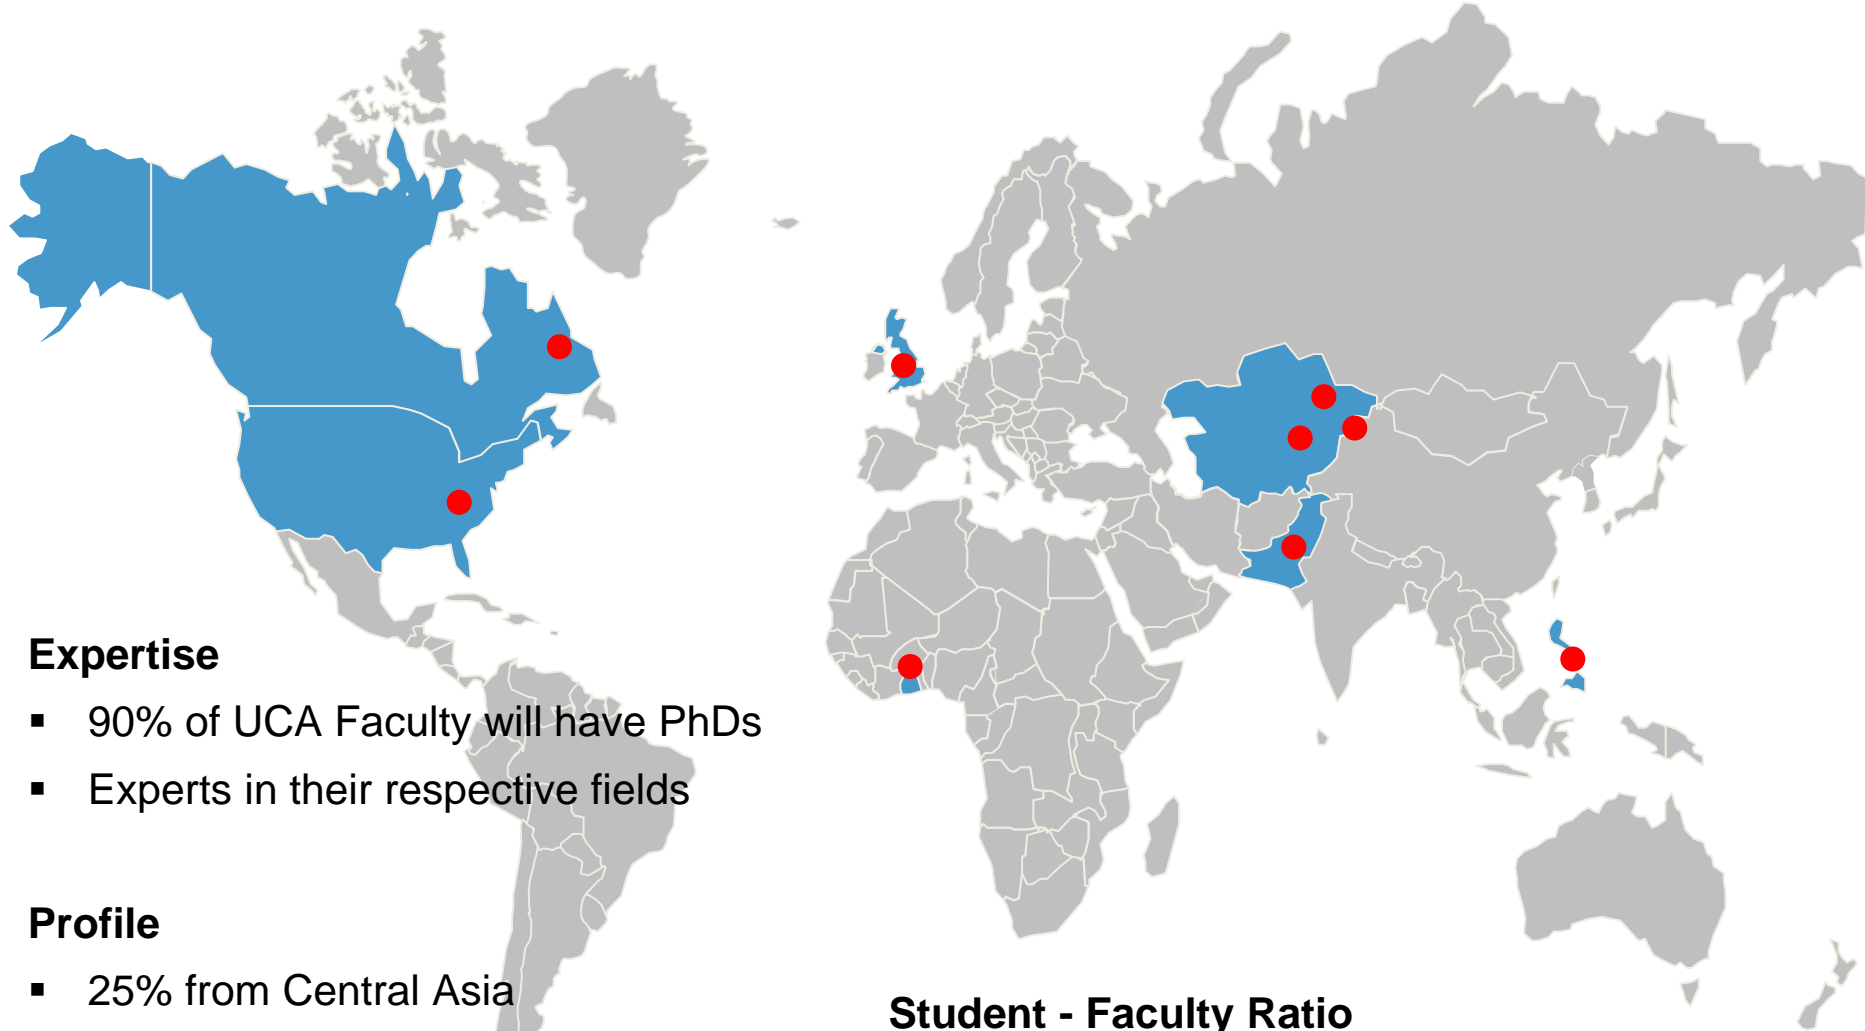 Expertise
▪ 90% of UCA Faculty will have PhDs
▪ Experts in their respective fields
Profile
▪ 25% from Central Asia
Student - Faculty Ratio